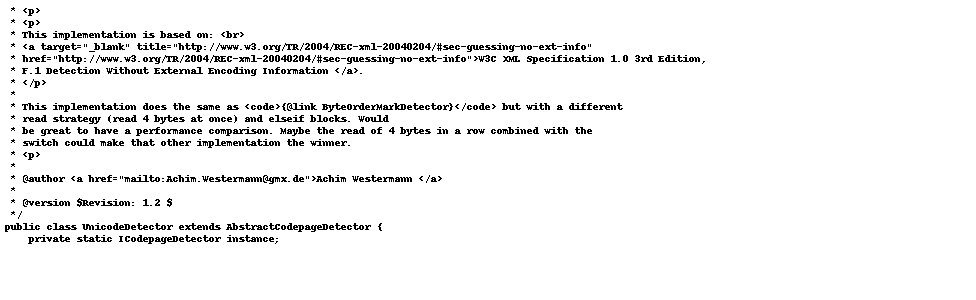 * <p>
* <p>
* This implementation is based on: <br>
* <a target="_blank" title="http://www.w3.org/TR/2004/REC-xml-20040204/#sec-guessing-no-ext-info"
* href="http://www.w3.org/TR/2004/REC-xml-20040204/#sec-guessing-no-ext-info">W3C XML Specification 1.0 3rd Edition,
* F.1 Detection Without External Encoding Information </a>.
* </p>
*
* This implementation does the same as <code>{@link ByteOrderMarkDetector}</code> but with a different
* read strategy (read 4 bytes at once) and elseif blocks. Would
* be great to have a performance comparison. Maybe the read of 4 bytes in a row combined with the
* switch could make that other implementation the winner.
* <p>
*
* @author <a href="mailto:Achim.Westermann@gmx.de">Achim Westermann </a>
*
* @version $Revision: 1.2 $
*/
public class UnicodeDetector extends AbstractCodepageDetector {
private static ICodepageDetector instance;